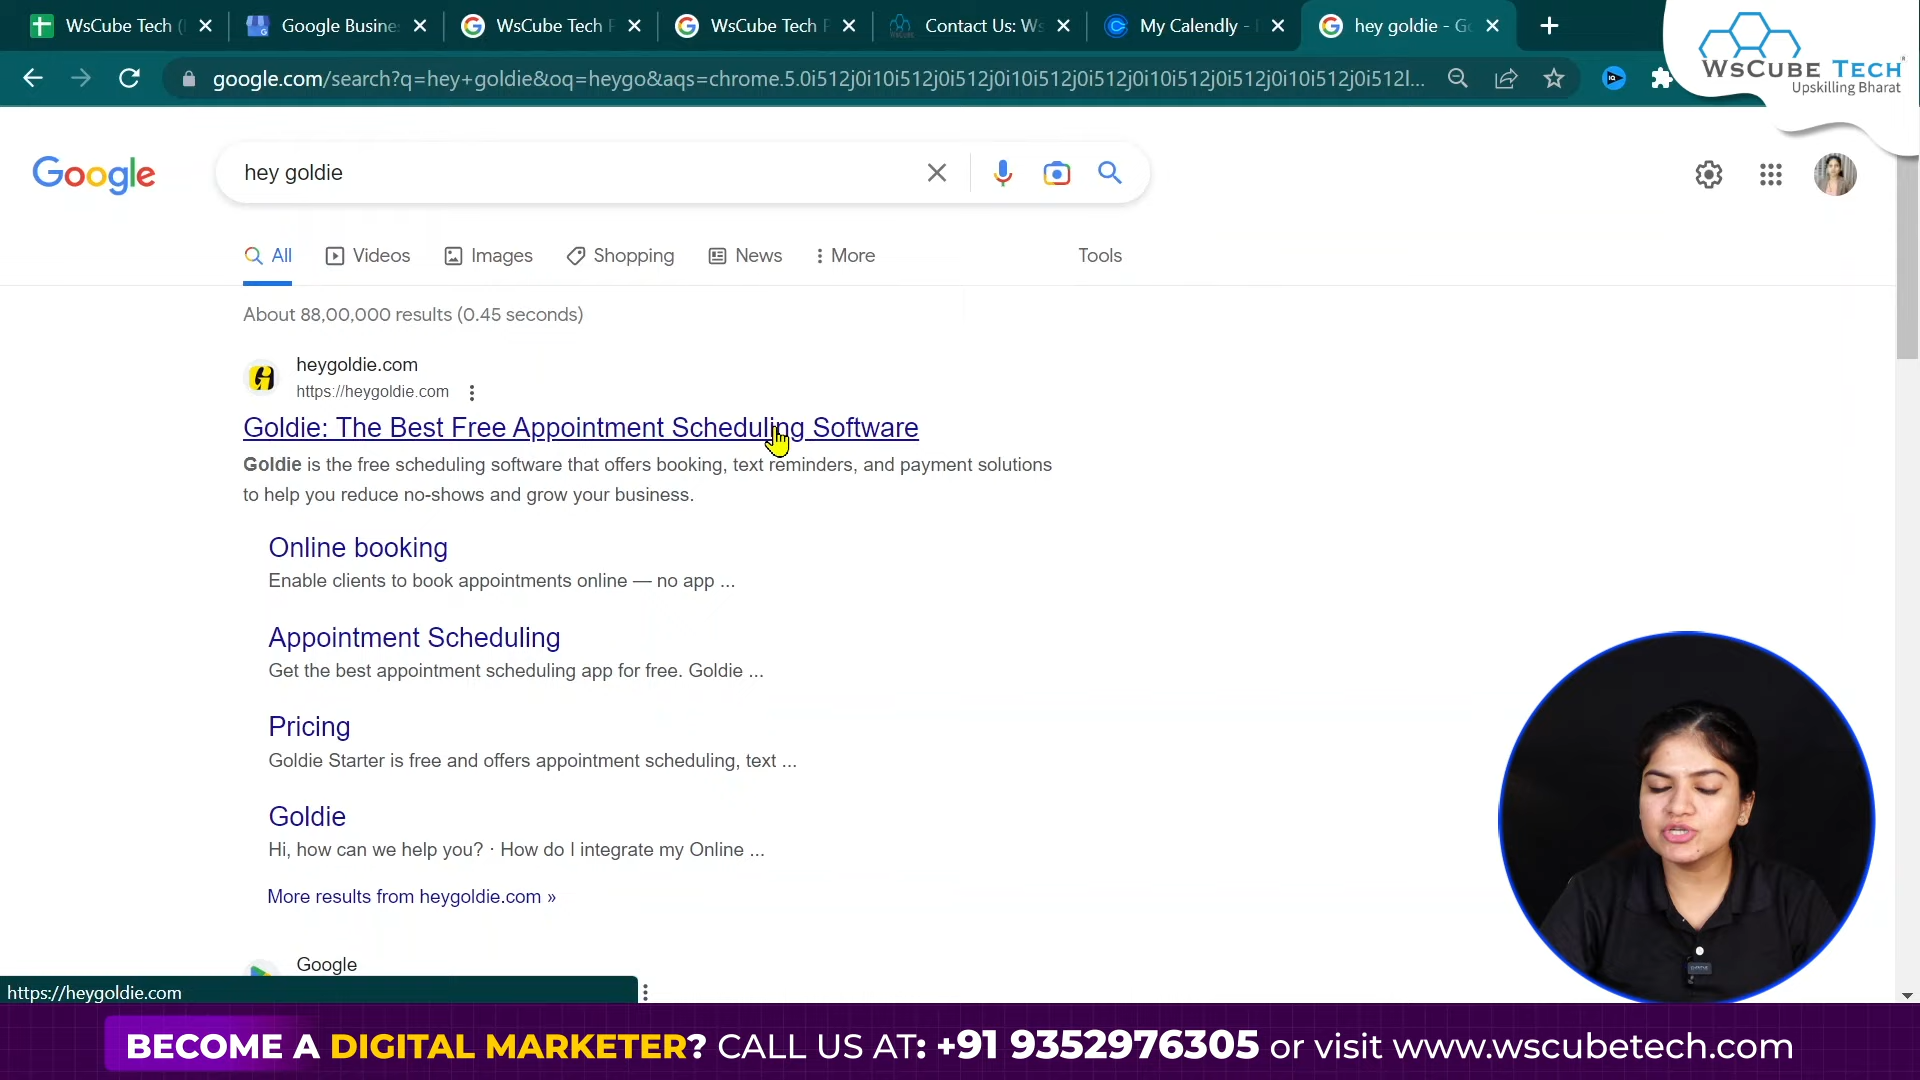 WsCube Tech (
Google Busine
WsCube Tech F
WsCube Tech F
Contact Us: Ws
My Calendly -
hey goldie - Go
WsCube Tech
Upskilling Bharat
google.com/search?q=hey+goldie&oq=heygo&aqs=chrome.5.0i512j0i10i512j0i512j0i10i512j0i512j0i10i512j0i512j0i10i512j0i512l...
Google
hey goldie
All
Videos
Images
Shopping
News
More
Tools
About 88,00,000 results (0.45 seconds)
heygoldie.com
https://heygoldie.com
Goldie: The Best Free Appointment Scheduling Software
Goldie is the free scheduling software that offers booking, text reminders, and payment solutions
to help you reduce no-shows and grow your business.
Online booking
Enable clients to book appointments online — no app ...
Appointment Scheduling
Get the best appointment scheduling app for free. Goldie ...
Pricing
Goldie Starter is free and offers appointment scheduling, text ...
Goldie
Hi, how can we help you? · How do I integrate my Online ...
More results from heygoldie.com »
Google
https://heygoldie.com
BECOME A DIGITAL MARKETER? CALL US AT: +91 9352976305 or visit www.wscubetech.com